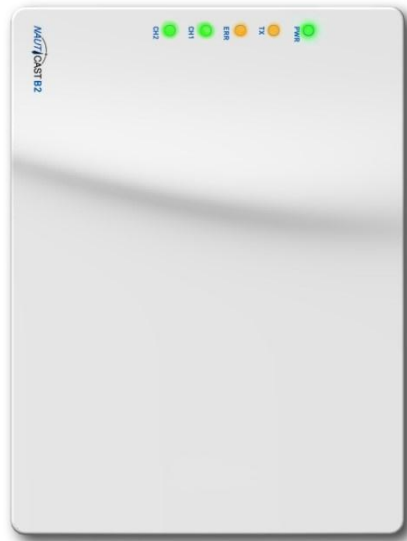 NAUTICAST B2
CH2
CH1
ERR
TX
PWR